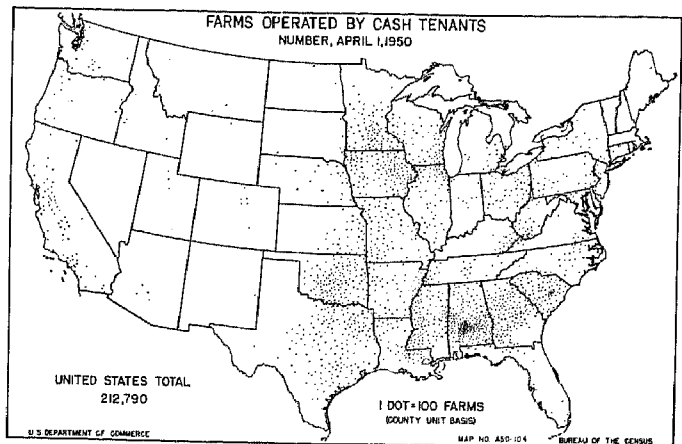 FARMS OPERATED BY CASH TENANTS
NUMBER, APRIL 1, 1950
UNITED STATES TOTAL
212,790
1 DOT=100 FARMS
(COUNTY UNIT BASIS)
U S DEPARTMENT OF COMMERCE
MAP NO. A50-104
BUREAU OF THE CENSUS